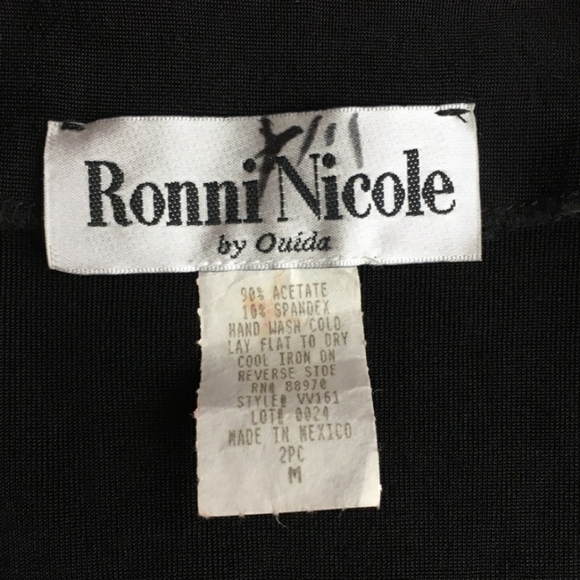 Ronni Nicole
by Ouida
90% ACETATE
10% SPANDEX
HAND WASH COLD
LAY FLAT TO DRY
COOL IRON ON
REVERSE SIDE
RN# 88970
STYLE# VV161
LOT# 0024
MADE IN MEXICO
2PC
M